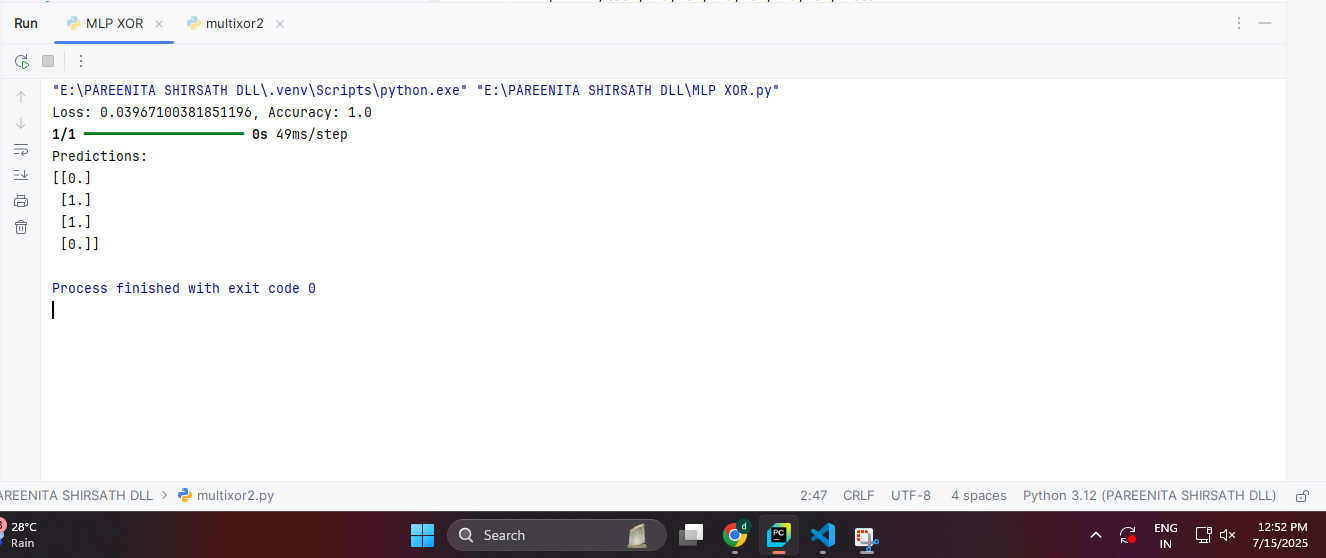 Run MLP XOR multixor2
"E:\PAREENITA SHIRSATH DLL\.venv\Scripts\python.exe" "E:\PAREENITA SHIRSATH DLL\MLP XOR.py"
Loss: 0.03967100381851196, Accuracy: 1.0
1/1 0s 49ms/step
Predictions:
[[0.]
[1.]
[1.]
[0.]]
Process finished with exit code 0
AREENITA SHIRSATH DLL > multixor2.py 2:47 CRLF UTF-8 4 spaces Python 3.12 (PAREENITA SHIRSATH DLL)
28°C
Rain
Search
d
PC
ENG
IN
12:52 PM
7/15/2025